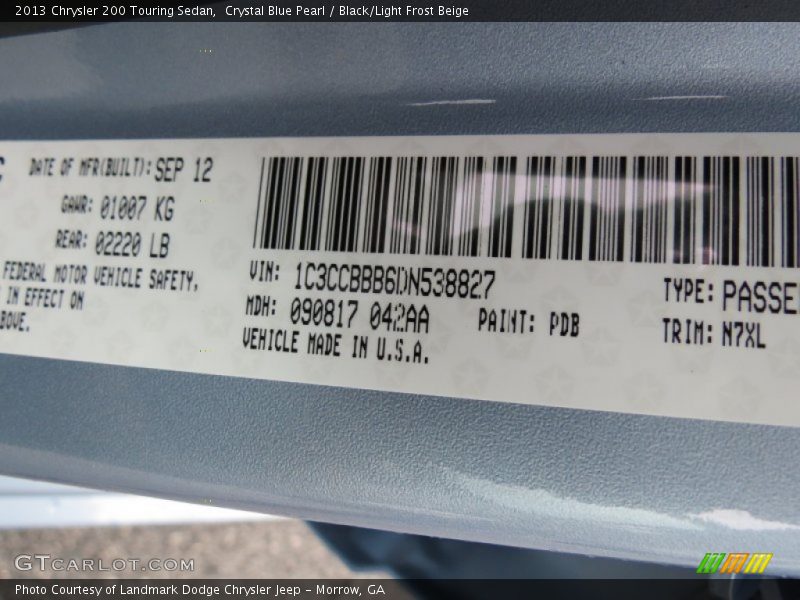 2013 Chrysler 200 Touring Sedan,  Crystal Blue Pearl / Black/Light Frost Beige
C DATE OF MFR(BUILT): SEP 12
GAWR: 01007 KG
REAR: 02220 LB
FEDERAL MOTOR VEHICLE SAFETY,
IN EFFECT ON
BOVE.
VIN: 1C3CCBBB6DN538827
MDH: 090817 042AA
VEHICLE MADE IN U.S.A.
PAINT: PDB
TYPE: PASSE
TRIM: N7XL
GTCARLOT.COM
Photo Courtesy of Landmark Dodge Chrysler Jeep – Morrow, GA